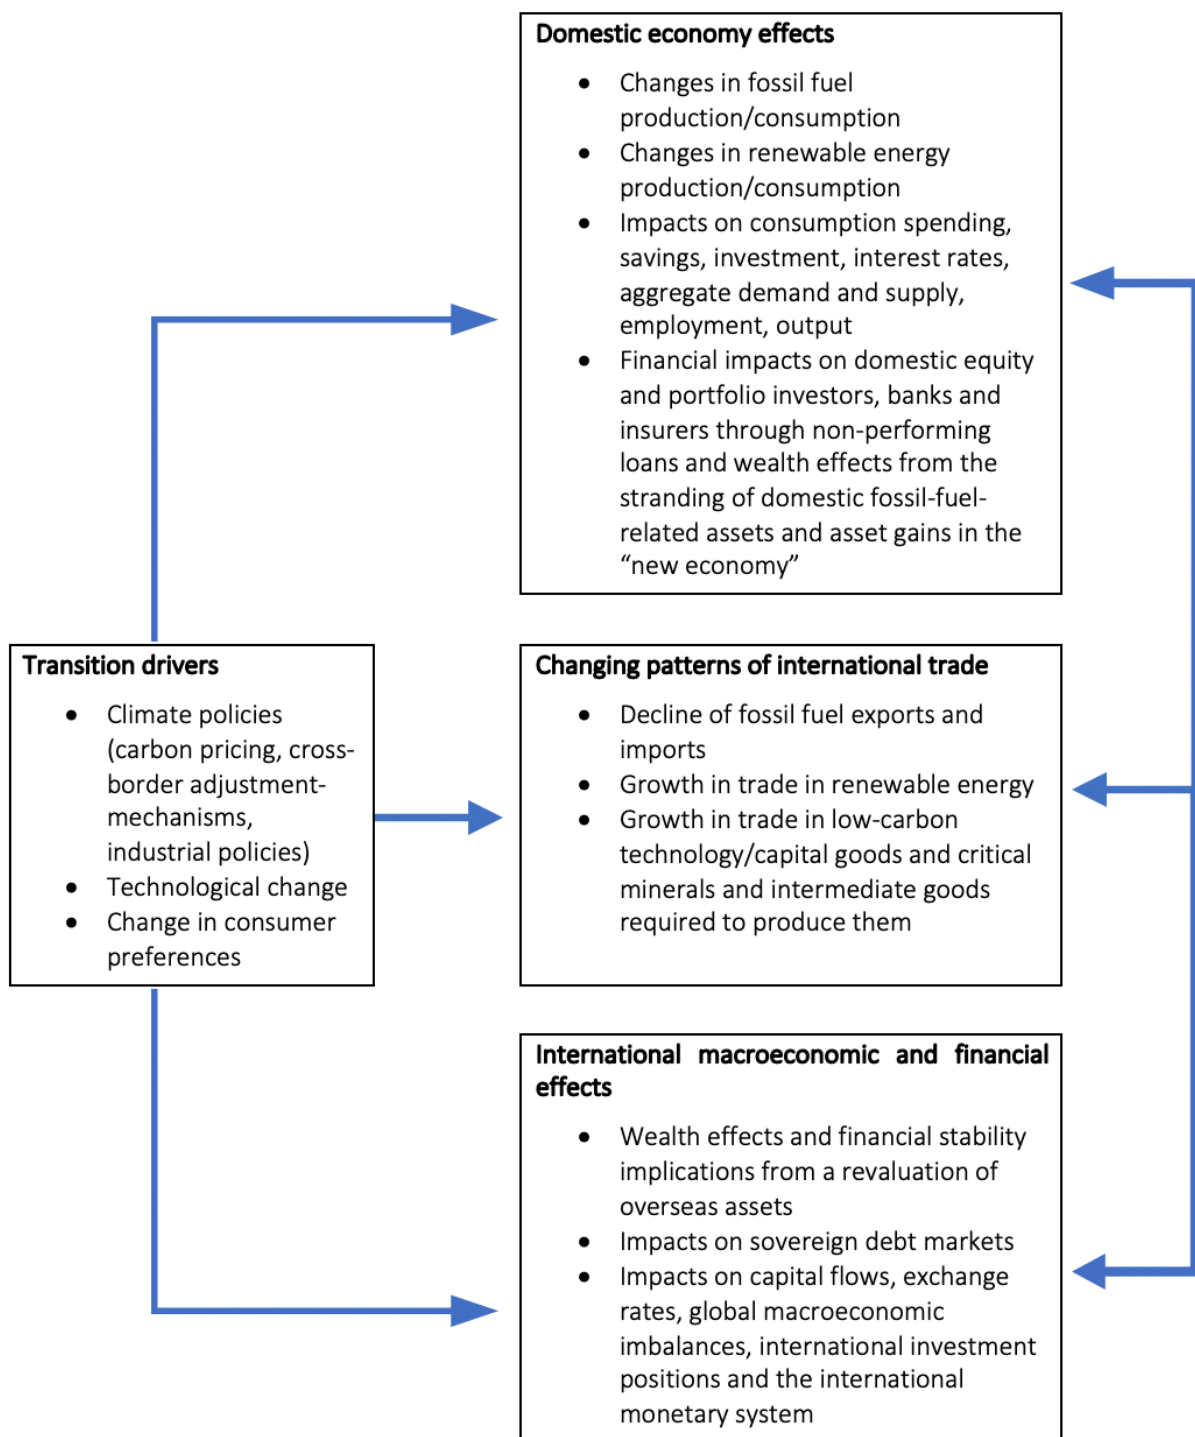 Domestic economy effects
• Changes in fossil fuel
production/consumption
• Changes in renewable energy
production/consumption
• Impacts on consumption spending,
savings, investment, interest rates,
aggregate demand and supply,
employment, output
• Financial impacts on domestic equity
and portfolio investors, banks and
insurers through non-performing
loans and wealth effects from the
stranding of domestic fossil-fuel-
related assets and asset gains in the
“new economy”
Transition drivers
• Climate policies
(carbon pricing, cross-
border adjustment-
mechanisms,
industrial policies)
• Technological change
• Change in consumer
preferences
Changing patterns of international trade
• Decline of fossil fuel exports and
imports
• Growth in trade in renewable energy
• Growth in trade in low-carbon
technology/capital goods and critical
minerals and intermediate goods
required to produce them
International macroeconomic and financial
effects
• Wealth effects and financial stability
implications from a revaluation of
overseas assets
• Impacts on sovereign debt markets
• Impacts on capital flows, exchange
rates, global macroeconomic
imbalances, international investment
positions and the international
monetary system